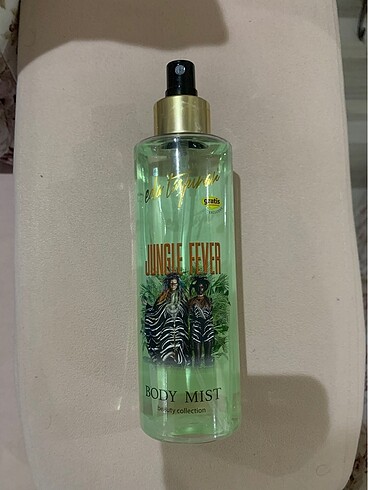 gratis
JUNGLE FEVER
BODY MIST
beauty collection